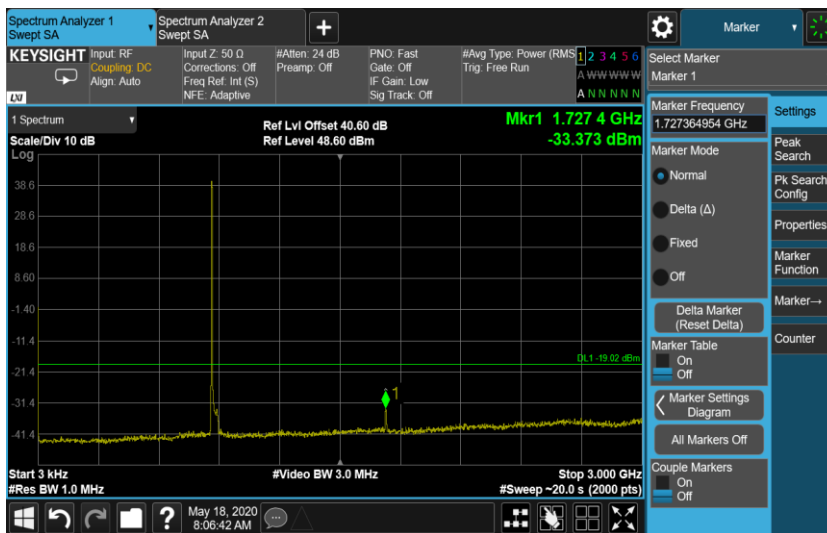 Spectrum Analyzer 1
Swept SA
Spectrum Analyzer 2
Swept SA
Marker
KEYSIGHT
LXI
Input: RF
Coupling: DC
Align: Auto
Input Z: 50 Ω
Corrections: Off
Freq Ref: Int (S)
NFE: Adaptive
#Atten: 24 dB
Preamp: Off
PNO: Fast
Gate: Off
IF Gain: Low
Sig Track: Off
#Avg Type: Power (RMS
Trig: Free Run
1 2 3 4 5 6
A W W W W W
A N N N N N
Select Marker
Marker 1
1 Spectrum
Scale/Div 10 dB
Log
Ref Lvl Offset 40.60 dB
Ref Level 48.60 dBm
Mkr1 1.727 4 GHz
-33.373 dBm
38.6
28.6
18.6
8.60
-1.40
-11.4
-21.4
-31.4
-41.4
DL1 -19.02 dBm
1
Start 3 kHz
#Res BW 1.0 MHz
#Video BW 3.0 MHz
Stop 3.000 GHz
#Sweep ~20.0 s (2000 pts)
Marker Frequency
1.727364954 GHz
Marker Mode
Normal
Delta (Δ)
Fixed
Off
Delta Marker
(Reset Delta)
Marker Table
On
Off
Marker Settings
Diagram
All Markers Off
Couple Markers
On
Off
Settings
Peak
Search
Pk Search
Config
Properties
Marker
Function
Marker→
Counter
?
May 18, 2020
8:06:42 AM